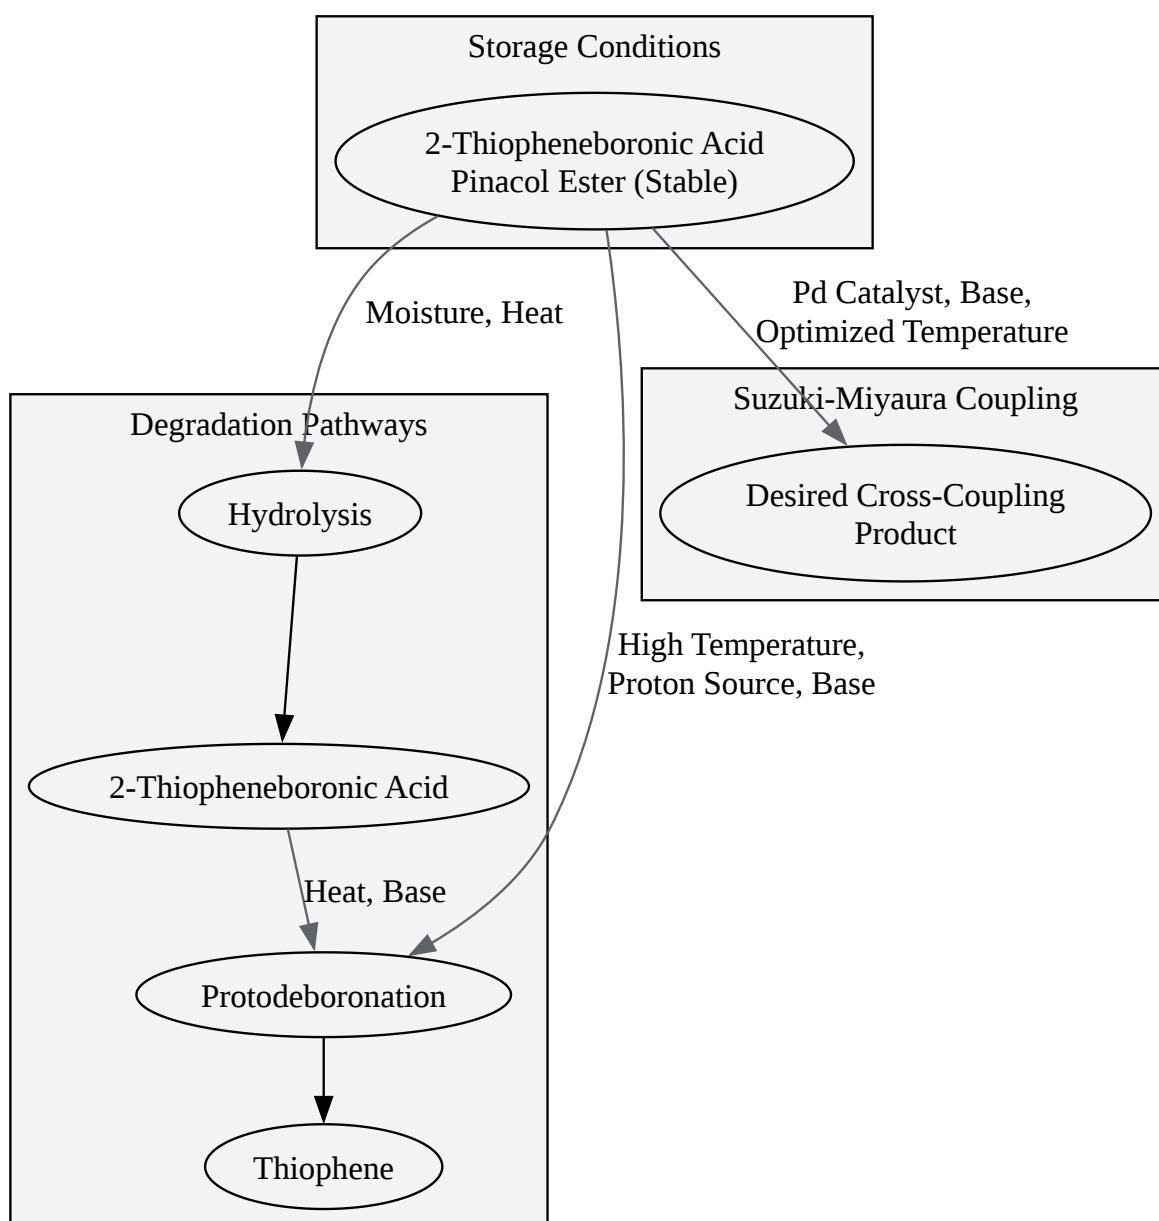 Storage Conditions
2-Thiopheneboronic Acid
Pinacol Ester (Stable)
Moisture, Heat
Pd Catalyst, Base,
Optimized Temperature
Degradation Pathways
Suzuki-Miyaura Coupling
Hydrolysis
Desired Cross-Coupling
Product
High Temperature,
Proton Source, Base
2-Thiopheneboronic Acid
Heat, Base
Protodeboronation
Thiophene